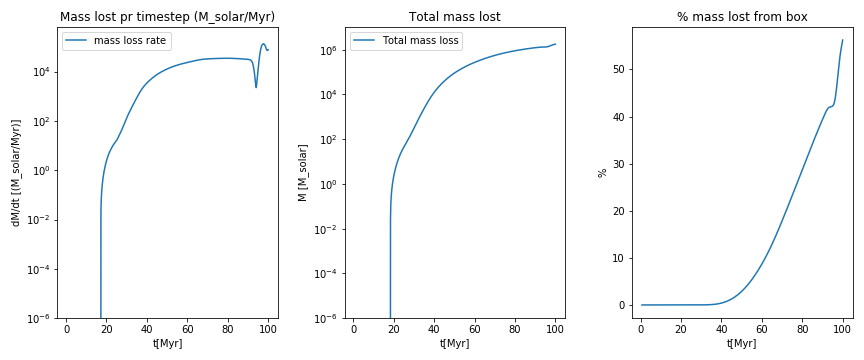 Mass lost pr timestep (M_solar/Myr)
mass loss rate
dM/dt [(M_solar/Myr)]
10^4
10^2
10^0
10^-2
10^-4
10^-6
0 20 40 60 80 100
t[Myr]
Total mass lost
Total mass loss
M [M_solar]
10^6
10^4
10^2
10^0
10^-2
10^-4
10^-6
0 20 40 60 80 100
t[Myr]
% mass lost from box
%
50
40
30
20
10
0
0 20 40 60 80 100
t[Myr]